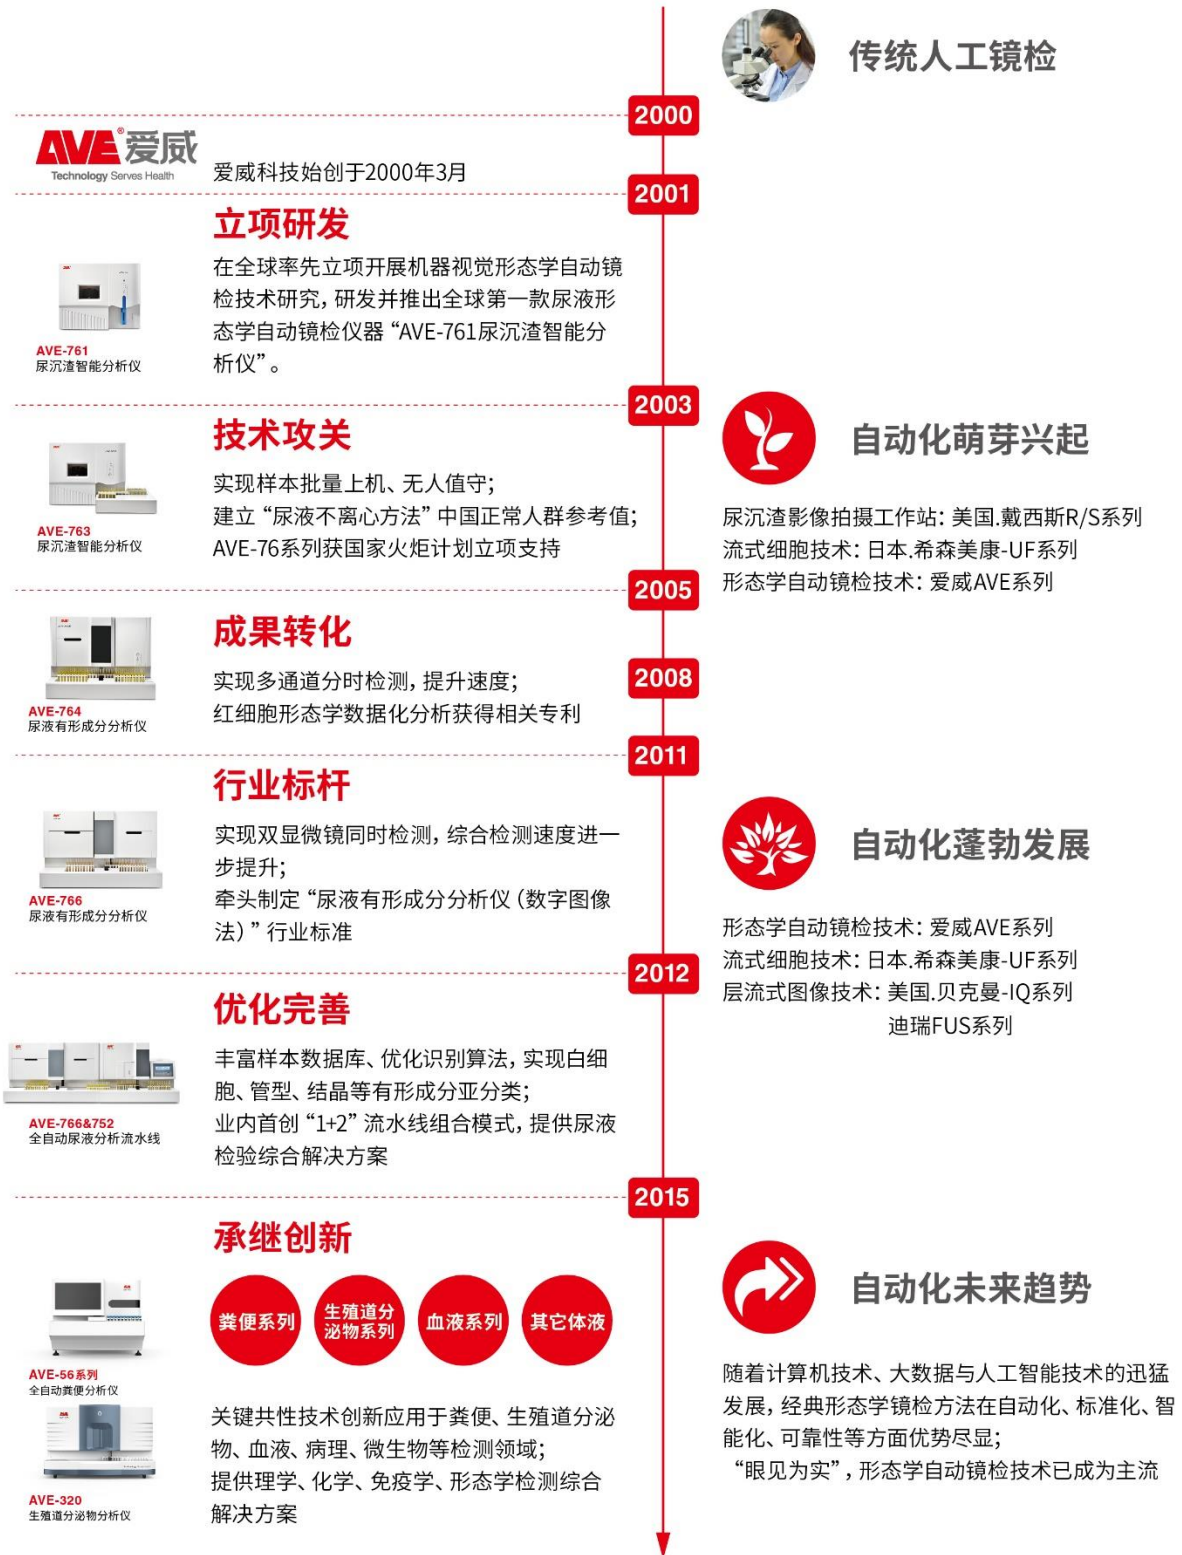 传统人工镜检
2000
AVE®爱威
Technology Serves Health
爱威科技始创于2000年3月
2001
立项研发
在全球率先立项开展机器视觉形态学自动镜
检技术研究，研发并推出全球第一款尿液形
态学自动镜检仪器“AVE-761尿沉渣智能分
析仪”。
AVE-761
尿沉渣智能分析仪
2003
技术攻关
实现样本批量上机、无人值守；
建立“尿液不离心方法”中国正常人群参考值；
AVE-76系列获国家火炬计划立项支持
AVE-763
尿沉渣智能分析仪
自动化萌芽兴起
尿沉渣影像拍摄工作站：美国.戴西斯R/S系列
流式细胞技术：日本.希森美康-UF系列
形态学自动镜检技术：爱威AVE系列
2005
成果转化
实现多通道分时检测，提升速度；
红细胞形态学数据化分析获得相关专利
AVE-764
尿液有形成分分析仪
2008
2011
行业标杆
实现双显微镜同时检测，综合检测速度进一
步提升；
牵头制定“尿液有形成分分析仪（数字图像
法）”行业标准
AVE-766
尿液有形成分分析仪
自动化蓬勃发展
形态学自动镜检技术：爱威AVE系列
流式细胞技术：日本.希森美康-UF系列
层流式图像技术：美国.贝克曼-IQ系列
迪瑞FUS系列
2012
优化完善
丰富样本数据库、优化识别算法，实现白细
胞、管型、结晶等有形成分亚分类；
业内首创“1+2”流水线组合模式，提供尿液
检验综合解决方案
AVE-766&752
全自动尿液分析流水线
2015
承继创新
粪便系列
生殖道分
泌物系列
血液系列
其它体液
AVE-56系列
全自动粪便分析仪
关键共性技术创新应用于粪便、生殖道分泌
物、血液、病理、微生物等检测领域；
提供理学、化学、免疫学、形态学检测综合
解决方案
AVE-320
生殖道分泌物分析仪
自动化未来趋势
随着计算机技术、大数据与人工智能技术的迅猛
发展，经典形态学镜检方法在自动化、标准化、智
能化、可靠性等方面优势尽显；
“眼见为实”，形态学自动镜检技术已成为主流